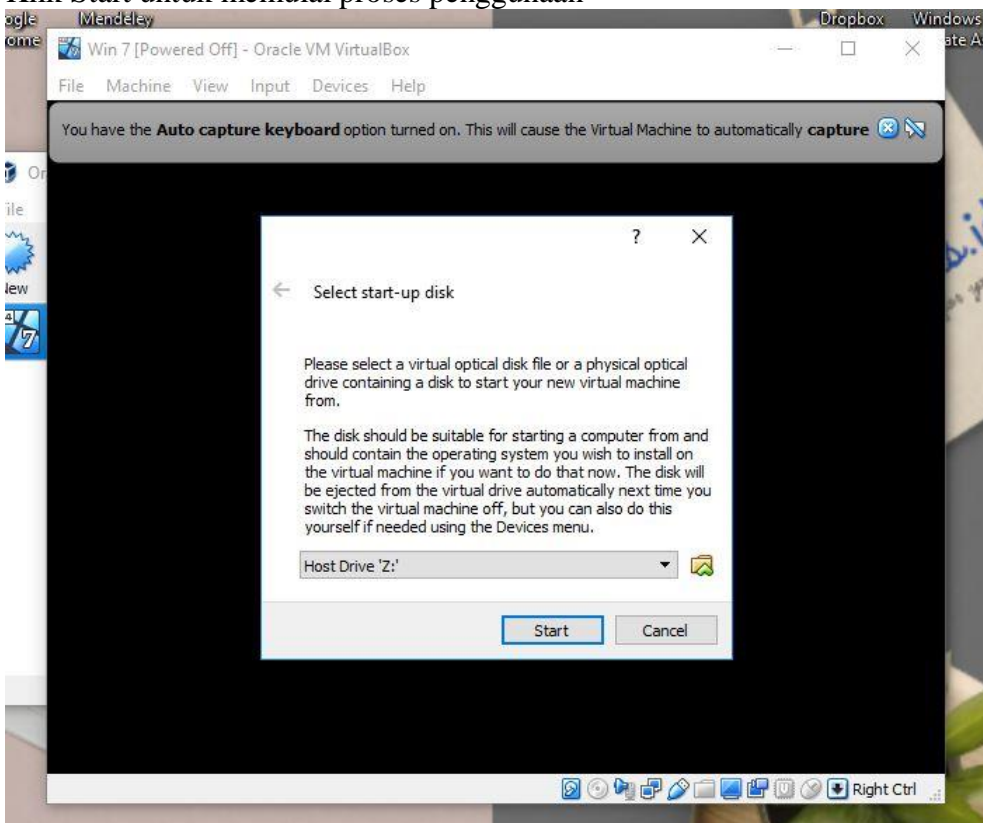 Klik Start untuk memulai proses penggunaan
Mendeley
Dropbox Windows
Win 7 [Powered Off] - Oracle VM VirtualBox
File Machine View Input Devices Help
You have the Auto capture keyboard option turned on. This will cause the Virtual Machine to automatically capture
Select start-up disk
Please select a virtual optical disk file or a physical optical
drive containing a disk to start your new virtual machine
from.
The disk should be suitable for starting a computer from and
should contain the operating system you wish to install on
the virtual machine if you want to do that now. The disk will
be ejected from the virtual drive automatically next time you
switch the virtual machine off, but you can also do this
yourself if needed using the Devices menu.
Host Drive 'Z:'
Start Cancel
Right Ctrl